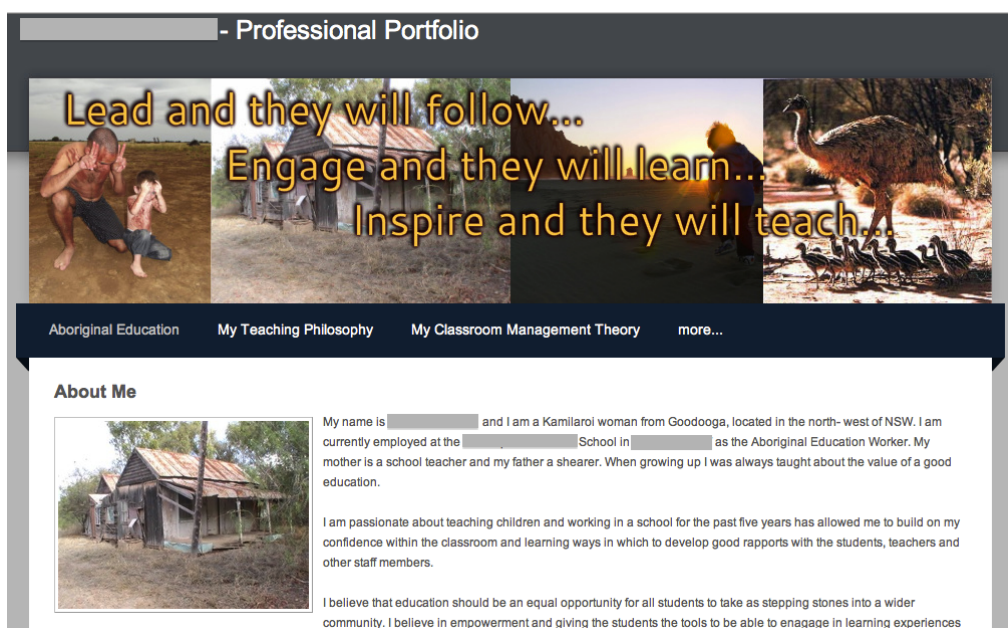 - Professional Portfolio
Lead and they will follow...
Engage and they will learn...
Inspire and they will teach...
Aboriginal Education My Teaching Philosophy My Classroom Management Theory more...
About Me
My name is and I am a Kamilaroi woman from Goodooga, located in the north- west of NSW. I am
currently employed at the School in as the Aboriginal Education Worker. My
mother is a school teacher and my father a shearer. When growing up I was always taught about the value of a good
education.
I am passionate about teaching children and working in a school for the past five years has allowed me to build on my
confidence within the classroom and learning ways in which to develop good rapports with the students, teachers and
other staff members.
I believe that education should be an equal opportunity for all students to take as stepping stones into a wider
community. I believe in empowerment and giving the students the tools to be able to enagage in learning experiences